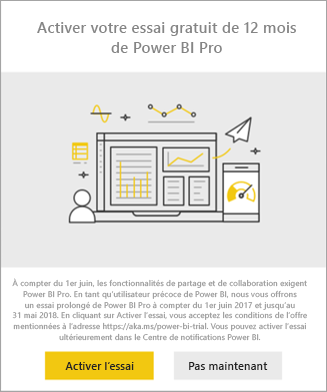 Activer votre essai gratuit de 12 mois
de Power BI Pro
À compter du 1er juin, les fonctionnalités de partage et de collaboration exigent
Power BI Pro. En tant qu'utilisateur précoce de Power BI, nous vous offrons
un essai prolongé de Power BI Pro à compter du 1er juin 2017 et jusqu'au
31 mai 2018. En cliquant sur Activer l'essai, vous acceptez les conditions de l'offre
mentionnées à l'adresse https://aka.ms/power-bi-trial. Vous pouvez activer l'essai
ultérieurement dans le Centre de notifications Power BI.
Activer l'essai
Pas maintenant